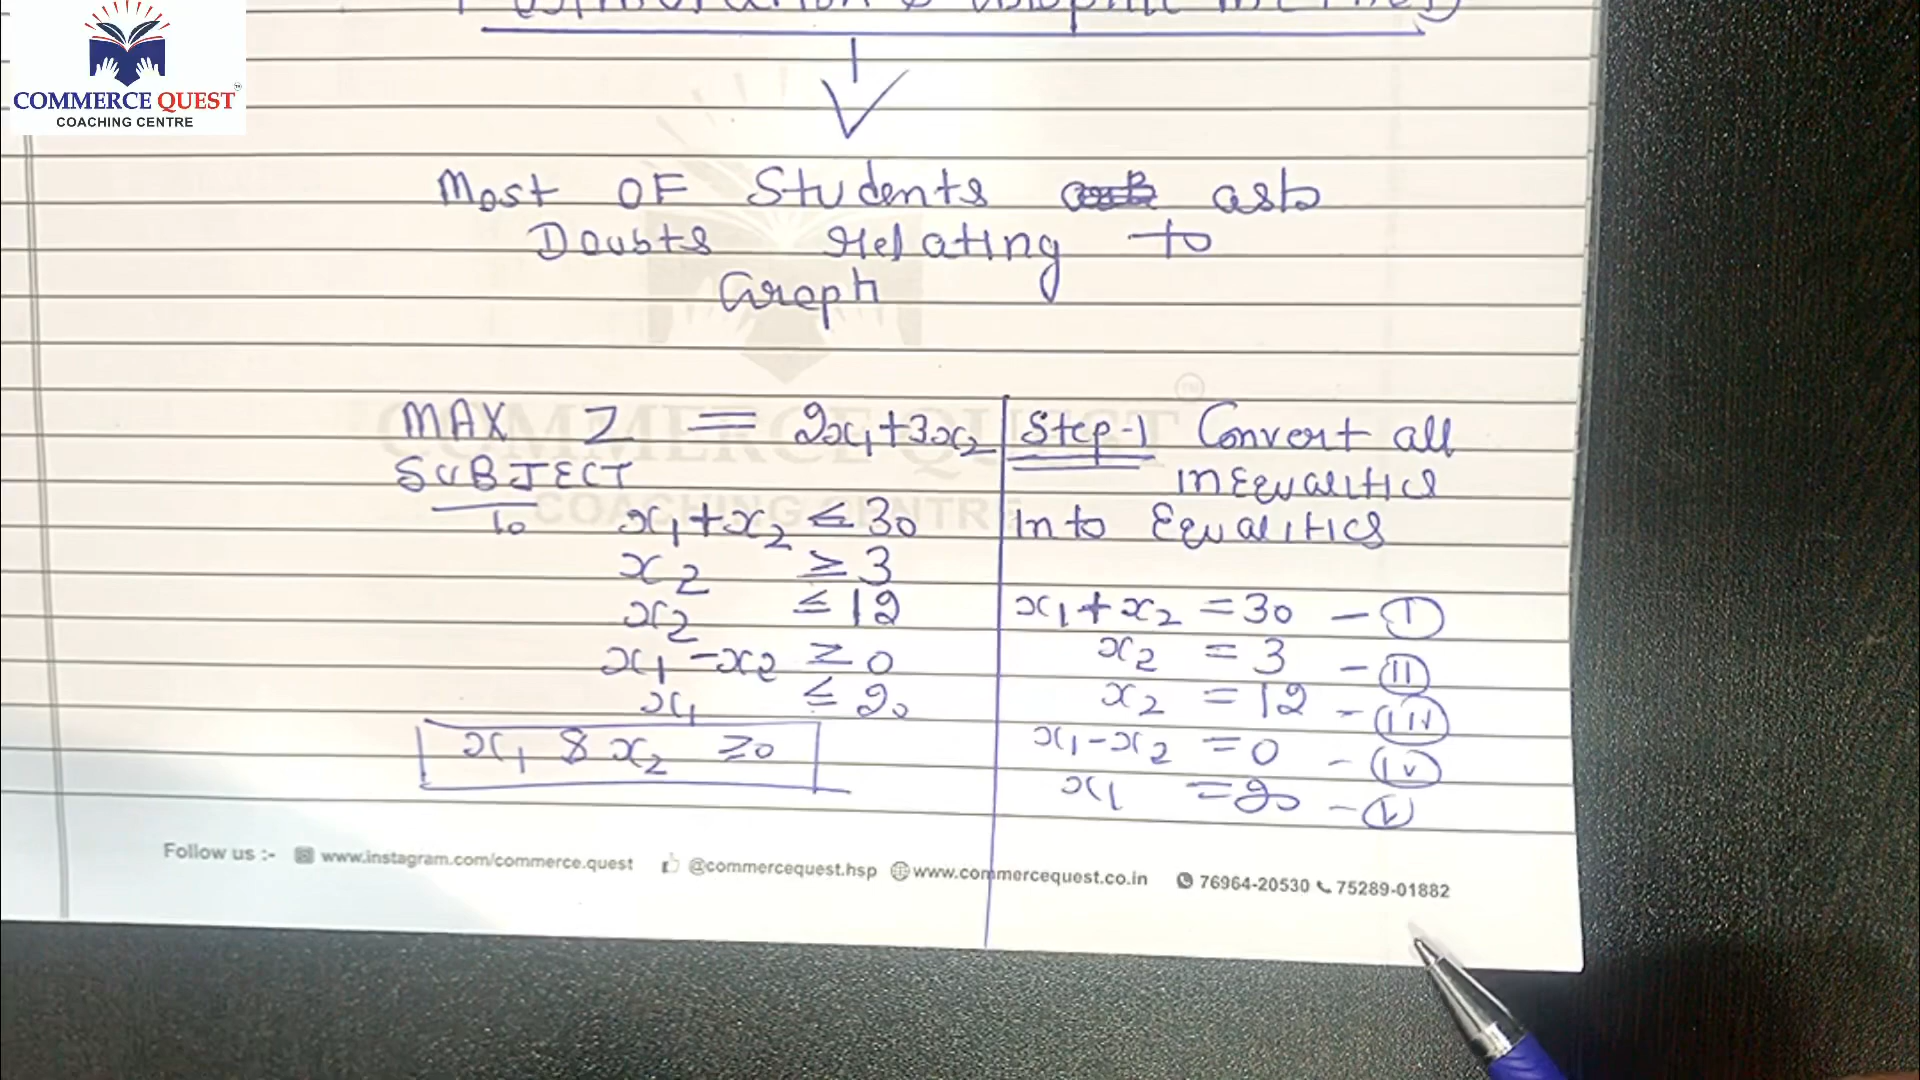 COMMERCE QUEST
COACHING CENTRE
Most OF Students ask
Doubts Relating to
Graph
MAX Z = 2x₁+3x₂
SUBJECT
To x₁+x₂ ≤ 30
x₂ ≥ 3
x₂ ≤ 12
x₁-x₂ ≥ 0
x₁ ≤ 20
x₁ & x₂ ≥0
Step-1 Convert all
INEqualities
Into Equalities
x₁+x₂ =30 - I
x₂ = 3 - II
x₂ = 12 - III
x₁-x₂ =0 - IV
x₁ =20 - V
Follow us :- www.instagram.com/commerce.quest @commercequest.hsp www.commercequest.co.in 76964-20530 75289-01882